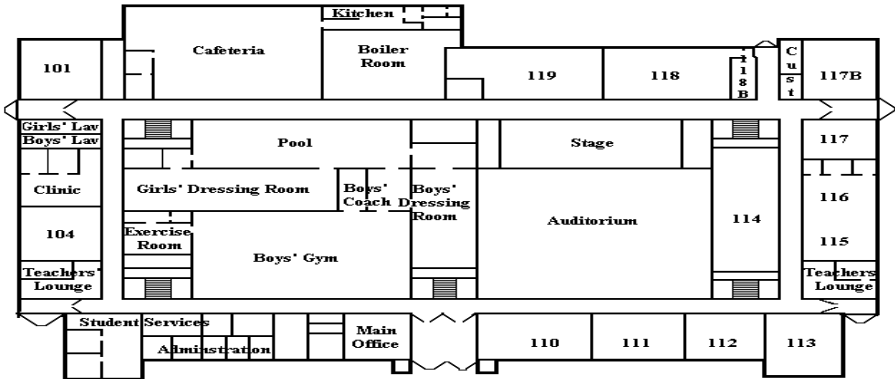 Kitchen
Cafeteria
Boiler
Room
101
119
118
118B
Cust
117B
Girls' Lav
Boys' Lav
Pool
Stage
117
Clinic
Girls' Dressing Room
Boys'
Coach
Boys'
Dressing
Room
Auditorium
114
116
104
Exercise
Room
Boys' Gym
115
Teachers'
Lounge
Teachers'
Lounge
Student Services
Adminstration
Main
Office
110
111
112
113